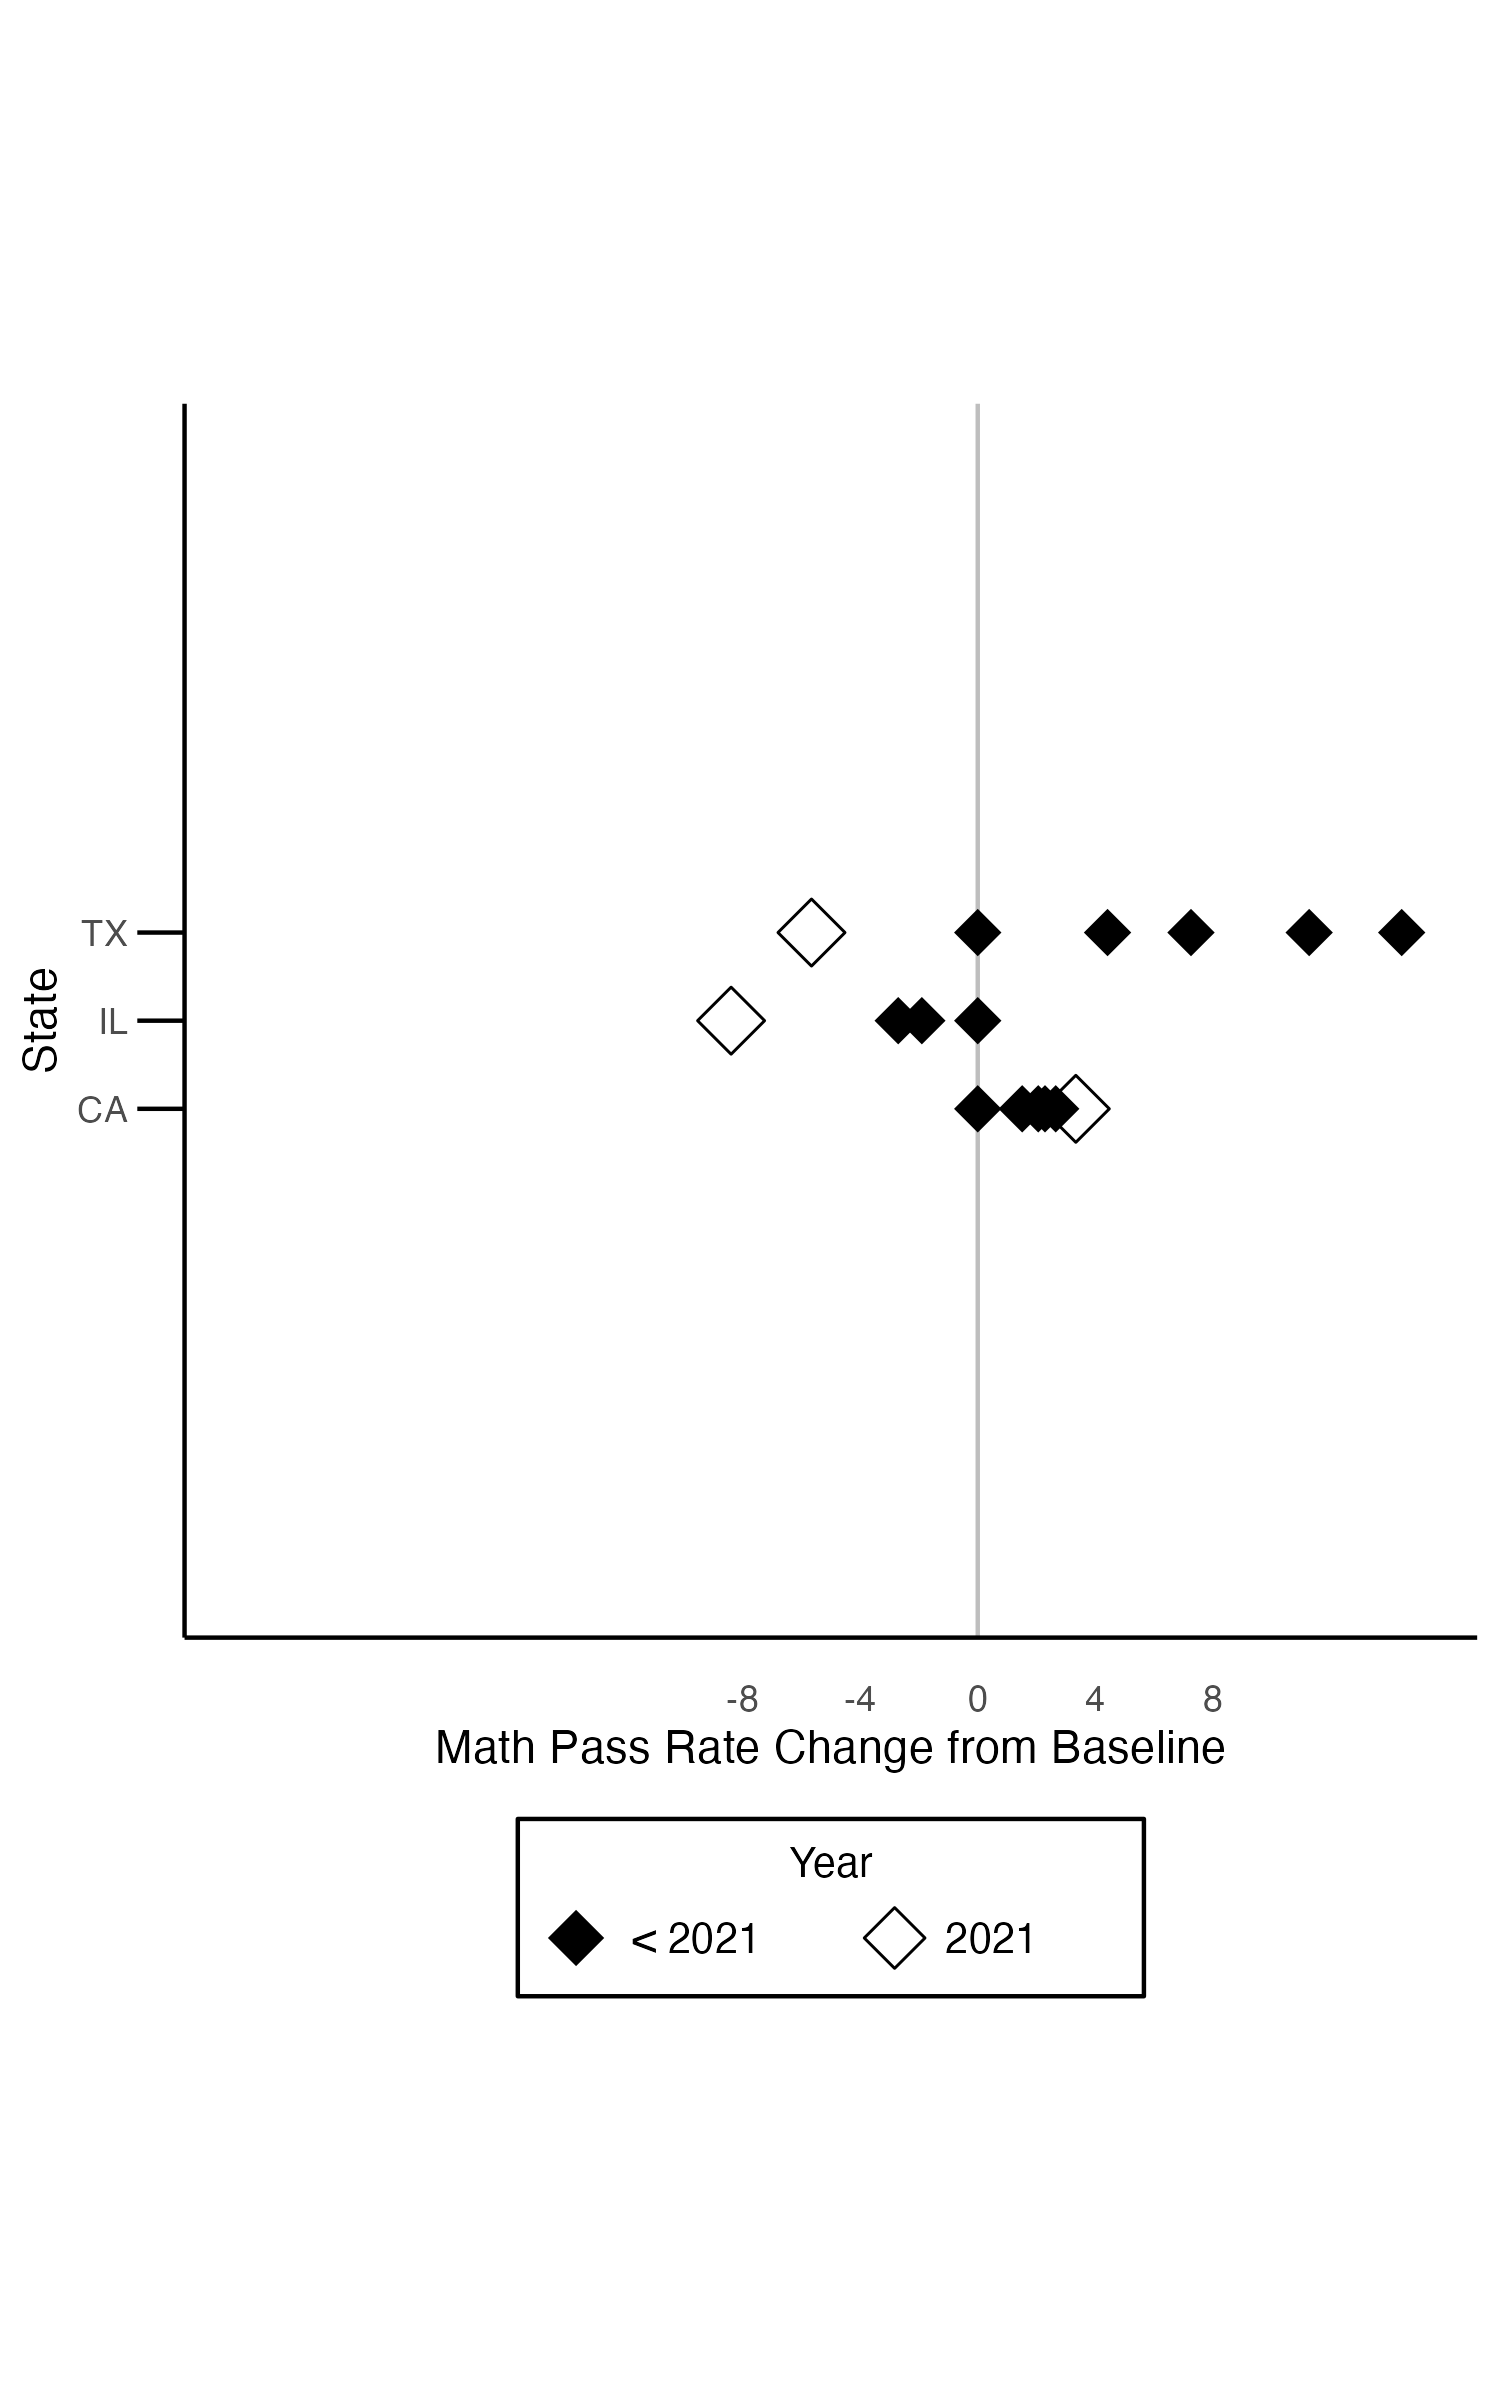 TX
IL
CA
State
-8 -4 0 4 8
Math Pass Rate Change from Baseline
Year
< 2021 2021